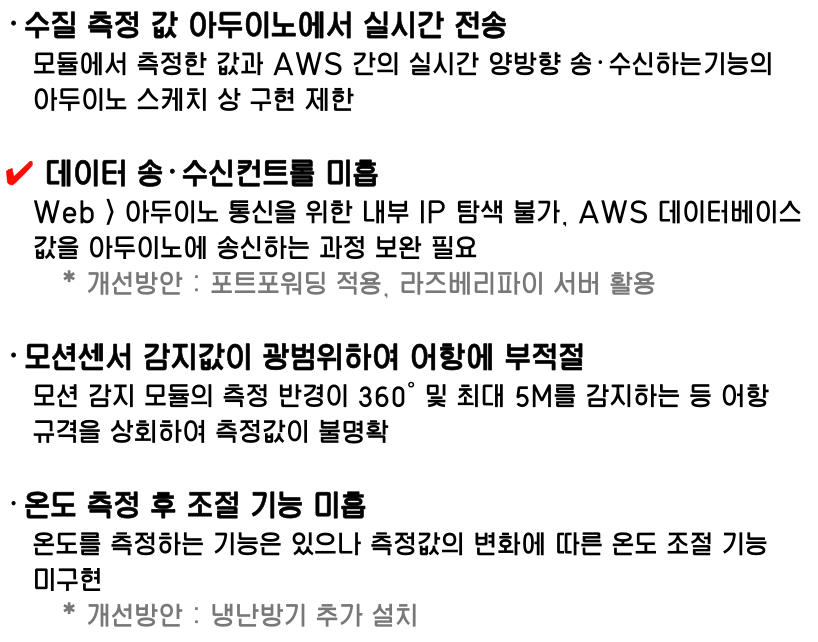 ·수질 측정 값 아두이노에서 실시간 전송
모듈에서 측정한 값과 AWS 간의 실시간 양방향 송·수신하는기능의
아두이노 스케치 상 구현 제한
✔ 데이터 송·수신컨트롤 미흡
Web > 아두이노 통신을 위한 내부 IP 탐색 불가, AWS 데이터베이스
값을 아두이노에 송신하는 과정 보완 필요
* 개선방안 : 포트포워딩 적용, 라즈베리파이 서버 활용
·모션센서 감지값이 광범위하여 어항에 부적절
모션 감지 모듈의 측정 반경이 360° 및 최대 5M를 감지하는 등 어항
규격을 상회하여 측정값이 불명확
·온도 측정 후 조절 기능 미흡
온도를 측정하는 기능은 있으나 측정값의 변화에 따른 온도 조절 기능
미구현
* 개선방안 : 냉난방기 추가 설치